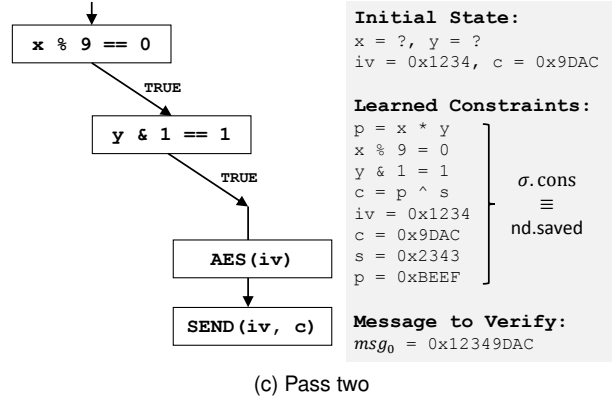 x % 9 == 0
TRUE
y & 1 == 1
TRUE
AES(iv)
SEND(iv, c)
Initial State:
x = ?, y = ?
iv = 0x1234, c = 0x9DAC
Learned Constraints:
p = x * y
x % 9 = 0
y & 1 = 1
c = p ^ s
iv = 0x1234
c = 0x9DAC
s = 0x2343
p = 0xBEEF
σ.cons
≡
nd.saved
Message to Verify:
msg₀ = 0x12349DAC
(c) Pass two